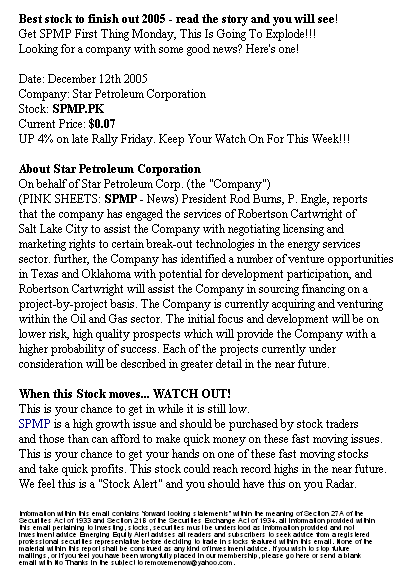 Best stock to finish out 2005 - read the story and you will see!
Get SPMP First Thing Monday, This Is Going To Explode!!!
Looking for a company with some good news? Here's one!
Date: December 12th 2005
Company: Star Petroleum Corporation
Stock: SPMP.PK
Current Price: $0.07
UP 4% on late Rally Friday. Keep Your Watch On For This Week!!!
About Star Petroleum Corporation
On behalf of Star Petroleum Corp. (the "Company")
(PINK SHEETS: SPMP - News) President Rod Burns, P. Engle, reports
that the company has engaged the services of Robertson Cartwright of
Salt Lake City to assist the Company with negotiating licensing and
marketing rights to certain break-out technologies in the energy services
sector. further, the Company has identified a number of venture opportunities
in Texas and Oklahoma with potential for development participation, and
Robertson Cartwright will assist the Company in sourcing financing on a
project-by-project basis. The Company is currently acquiring and venturing
within the Oil and Gas sector. The initial focus and development will be on
lower risk, high quality prospects which will provide the Company with a
higher probability of success. Each of the projects currently under
consideration will be described in greater detail in the near future.
When this Stock moves... WATCH OUT!
This is your chance to get in while it is still low.
SPMP is a high growth issue and should be purchased by stock traders
and those than can afford to make quick money on these fast moving issues.
This is your chance to get your hands on one of these fast moving stocks
and take quick profits. This stock could reach record highs in the near future.
We feel this is a "Stock Alert" and you should have this on you Radar.
Information within this email contains "forward looking statements" within the meaning of Section 27A of the
Securities Act of 1933 and Section 21B of the Securities Exchange Act of 1934. all information provided within
this email pertaining to investing, stocks, securities must be understood as information provided and not
investment advice. Emerging Equity Alert advises all readers and subscribers to seek advice from a registered
professional securities representative before deciding to trade in stocks featured within this email. None of the
material within this report shall be construed as any kind of investment advice. If you wish to stop future
mailings, or if you feel you have been wrongfully placed in our membership, please go here or send a blank
email with No Thanks in the subject to removemenow@yahoo.com.